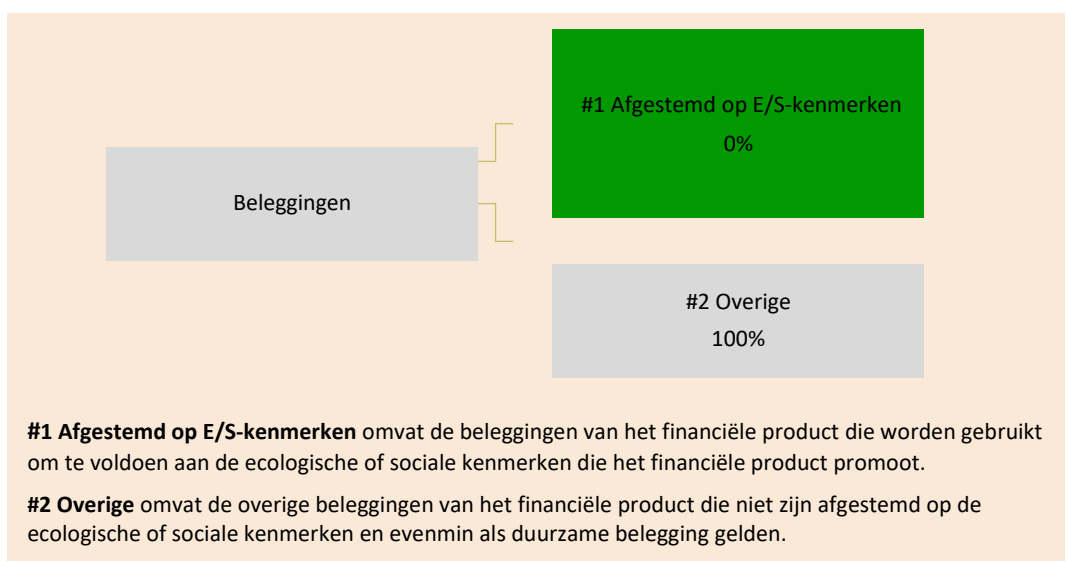 #1 Afgestemd op E/S-kenmerken
0%
Beleggingen
#2 Overige
100%
#1 Afgestemd op E/S-kenmerken omvat de beleggingen van het financiële product die worden gebruikt
om te voldoen aan de ecologische of sociale kenmerken die het financiële product promoot.
#2 Overige omvat de overige beleggingen van het financiële product die niet zijn afgestemd op de
ecologische of sociale kenmerken en evenmin als duurzame belegging gelden.